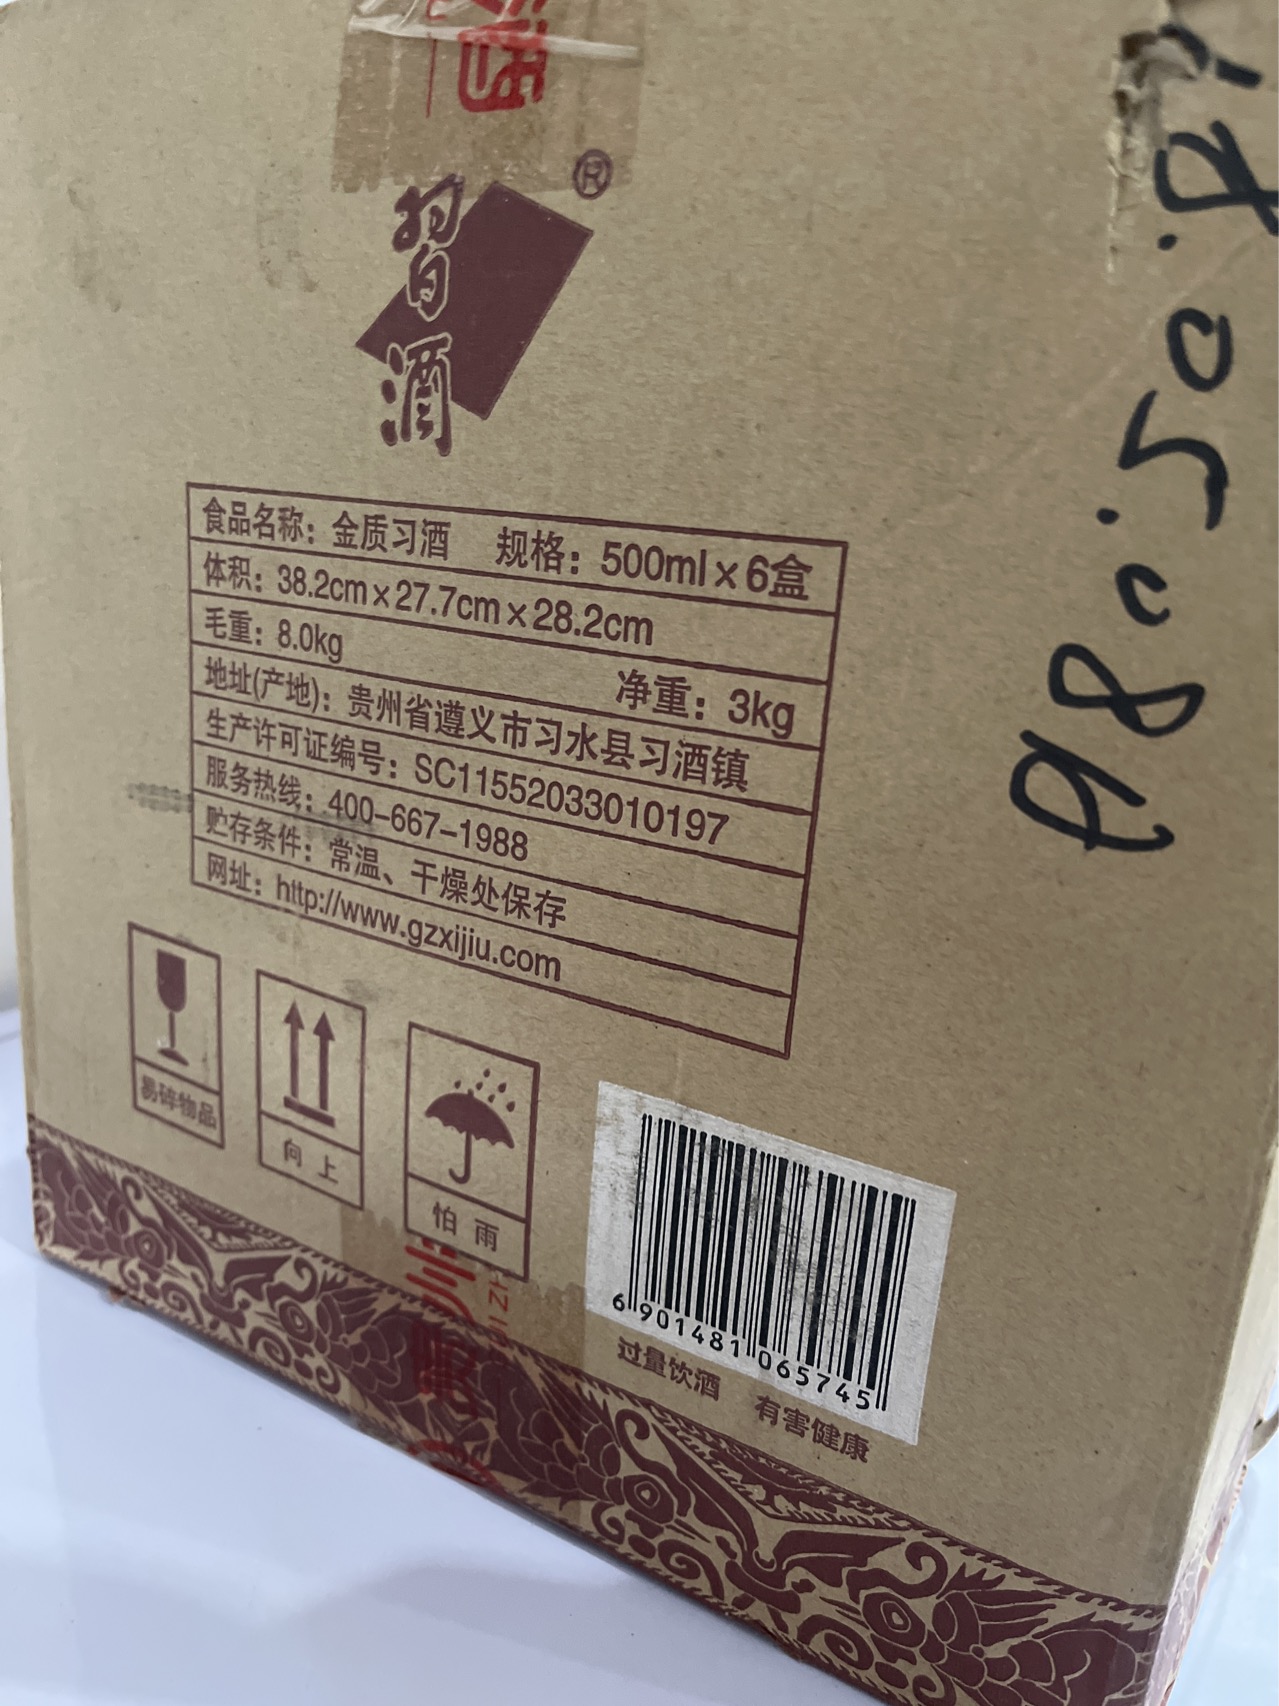 酒
习酒®
食品名称：金质习酒 规格：500ml×6盒
体积：38.2cm×27.7cm×28.2cm
毛重：8.0kg 净重：3kg
地址(产地)：贵州省遵义市习水县习酒镇
生产许可证编号：SC11552033010197
服务热线：400-667-1988
贮存条件：常温、干燥处保存
网址：http://www.gzxijiu.com
易碎物品
向上
怕雨
6 901481 065745
过量饮酒 有害健康